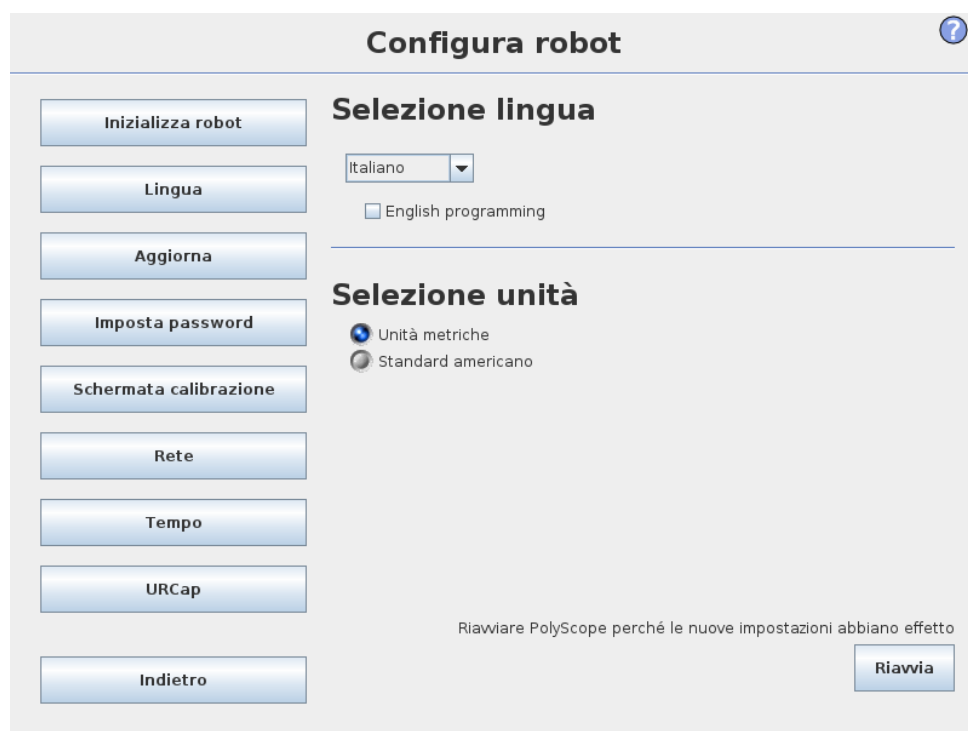 Configura robot
?
Inizializza robot
Lingua
Aggiorna
Imposta password
Schermata calibrazione
Rete
Tempo
URCap
Indietro
Selezione lingua
Italiano
English programming
Selezione unità
Unità metriche
Standard americano
Riavviare PolyScope perché le nuove impostazioni abbiano effetto
Riavvia